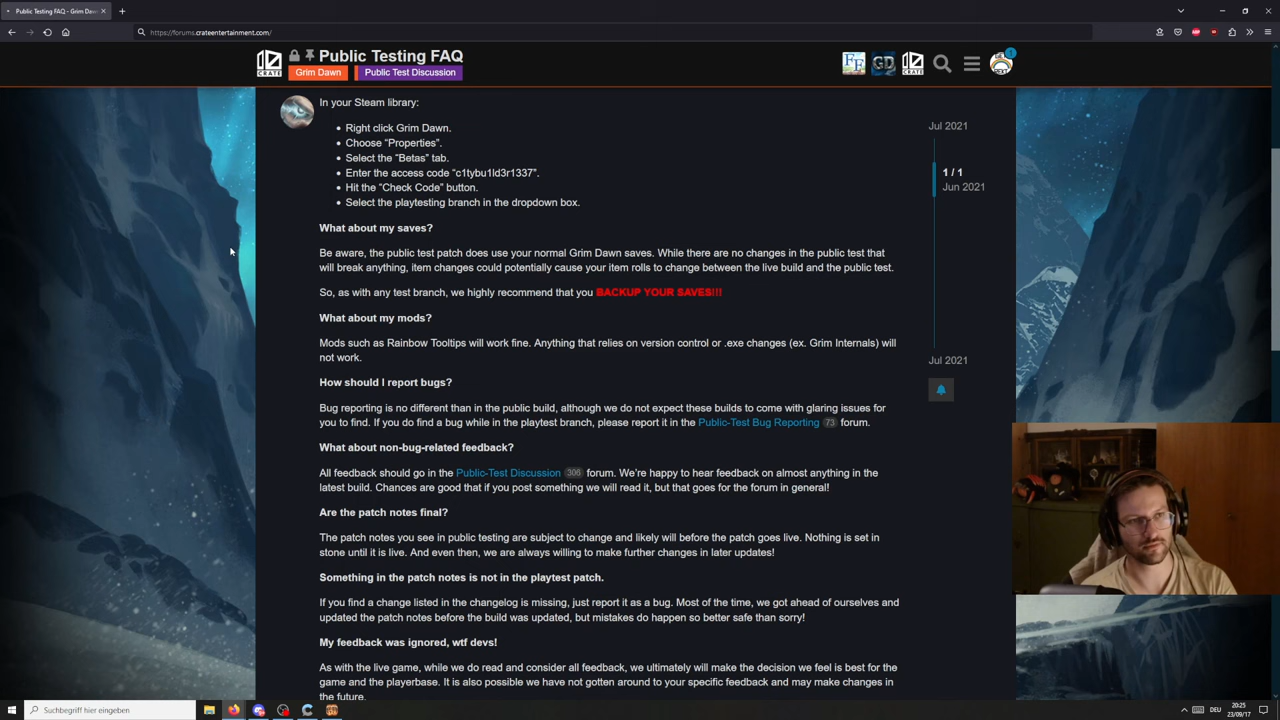 Public Testing FAQ - Grim Daw
https://forums.crateentertainment.com/
CRATE
Public Testing FAQ
Grim Dawn
Public Test Discussion
FF
GD
CRATE
1
In your Steam library:
Right click Grim Dawn.
Choose “Properties”.
Select the “Betas” tab.
Enter the access code “c1tybu1ld3r1337”.
Hit the “Check Code” button.
Select the playtesting branch in the dropdown box.
What about my saves?
Be aware, the public test patch does use your normal Grim Dawn saves. While there are no changes in the public test that
will break anything, item changes could potentially cause your item rolls to change between the live build and the public test.
So, as with any test branch, we highly recommend that you BACKUP YOUR SAVES!!!
What about my mods?
Mods such as Rainbow Tooltips will work fine. Anything that relies on version control or .exe changes (ex. Grim Internals) will
not work.
How should I report bugs?
Bug reporting is no different than in the public build, although we do not expect these builds to come with glaring issues for
you to find. If you do find a bug while in the playtest branch, please report it in the Public-Test Bug Reporting 73 forum.
What about non-bug-related feedback?
All feedback should go in the Public-Test Discussion 306 forum. We’re happy to hear feedback on almost anything in the
latest build. Chances are good that if you post something we will read it, but that goes for the forum in general!
Are the patch notes final?
The patch notes you see in public testing are subject to change and likely will before the patch goes live. Nothing is set in
stone until it is live. And even then, we are always willing to make further changes in later updates!
Something in the patch notes is not in the playtest patch.
If you find a change listed in the changelog is missing, just report it as a bug. Most of the time, we got ahead of ourselves and
updated the patch notes before the build was updated, but mistakes do happen so better safe than sorry!
My feedback was ignored, wtf devs!
As with the live game, while we do read and consider all feedback, we ultimately will make the decision we feel is best for the
game and the playerbase. It is also possible we have not gotten around to your specific feedback and may make changes in
the future.
Jul 2021
1 / 1
Jun 2021
Jul 2021
Suchbegriff hier eingeben
DEU
20:25
23/09/17